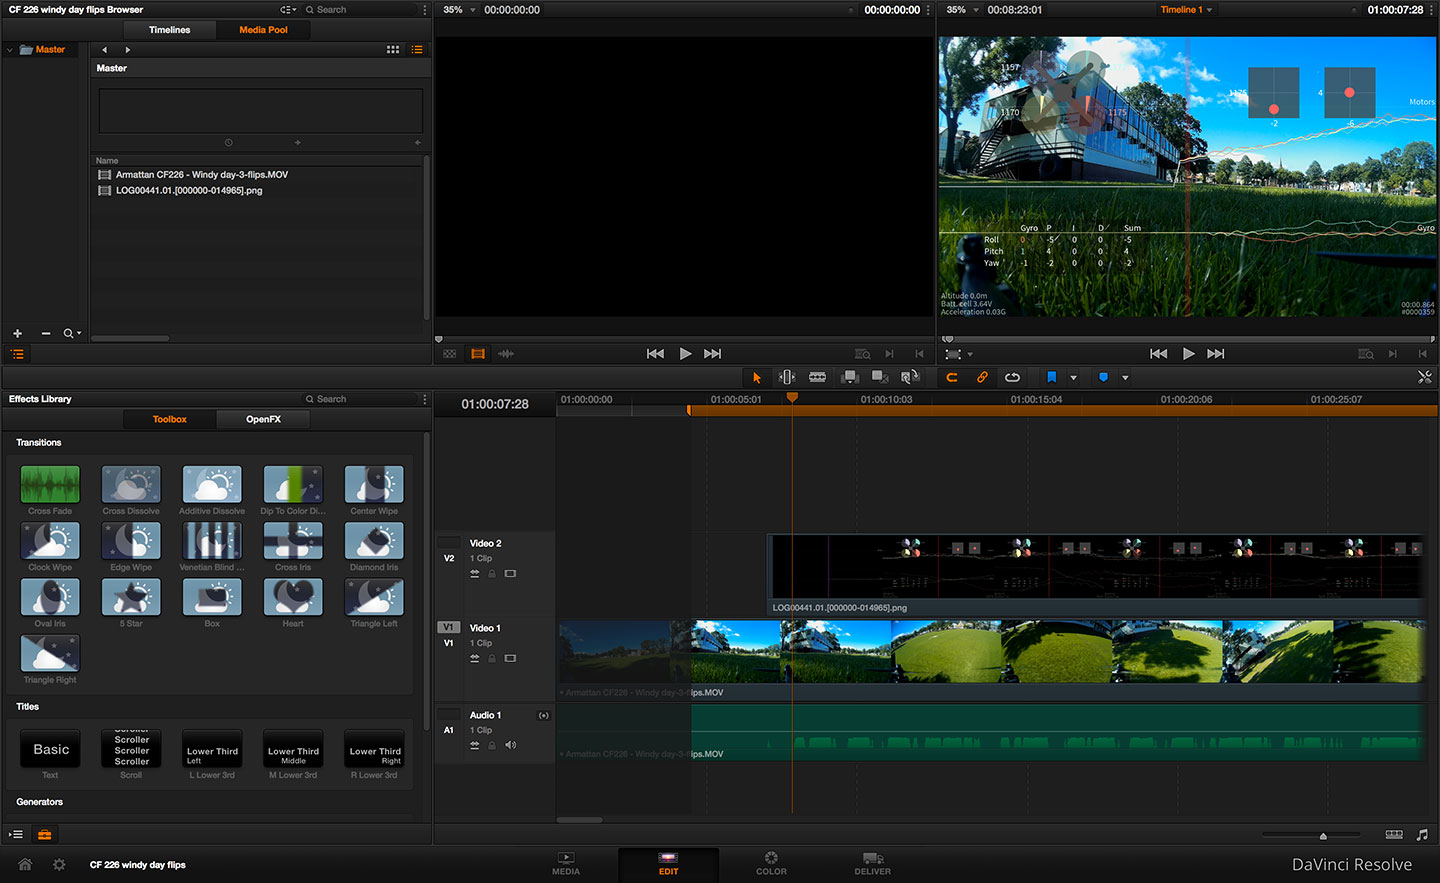 CF 226 windy day flips Browser
Search
Timelines
Media Pool
Master
Master
Name
Armattan CF226 - Windy day-3-flips.MOV
LOG00441.01.[000000-014965].png
35%
00:00:00:00
00:00:00:00
35%
00:08:23:01
Timeline 1
01:00:07:28
1157
1170
1175
4
-2
-6
Motors
Gyro P I D Sum
Roll 0 -5 0 0 -5
Pitch 1 4 0 0 4
Yaw -1 -2 0 0 -2
Gyro
Altitude 0.0m
Batt. cell 3.64V
Acceleration 0.03G
00:00.864
#0000359
Effects Library
Search
Toolbox
OpenFX
Transitions
Cross Fade
Cross Dissolve
Additive Dissolve
Dip To Color Di...
Center Wipe
Clock Wipe
Edge Wipe
Venetian Blind ...
Cross Iris
Diamond Iris
Oval Iris
5 Star
Box
Heart
Triangle Left
Triangle Right
Titles
Basic
Text
Scroller
Scroller
Scroller
Scroller
Scroll
Lower Third
Left
L Lower 3rd
Lower Third
Middle
M Lower 3rd
Lower Third
Right
R Lower 3rd
Generators
01:00:07:28
01:00:00:00
01:00:05:01
01:00:10:03
01:00:15:04
01:00:20:06
01:00:25:07
V2
Video 2
1 Clip
LOG00441.01.[000000-014965].png
V1
V1
Video 1
1 Clip
Armattan CF226 - Windy day-3-flips.MOV
A1
Audio 1
1 Clip
Armattan CF226 - Windy day-3-flips.MOV
CF 226 windy day flips
MEDIA
EDIT
COLOR
DELIVER
DaVinci Resolve